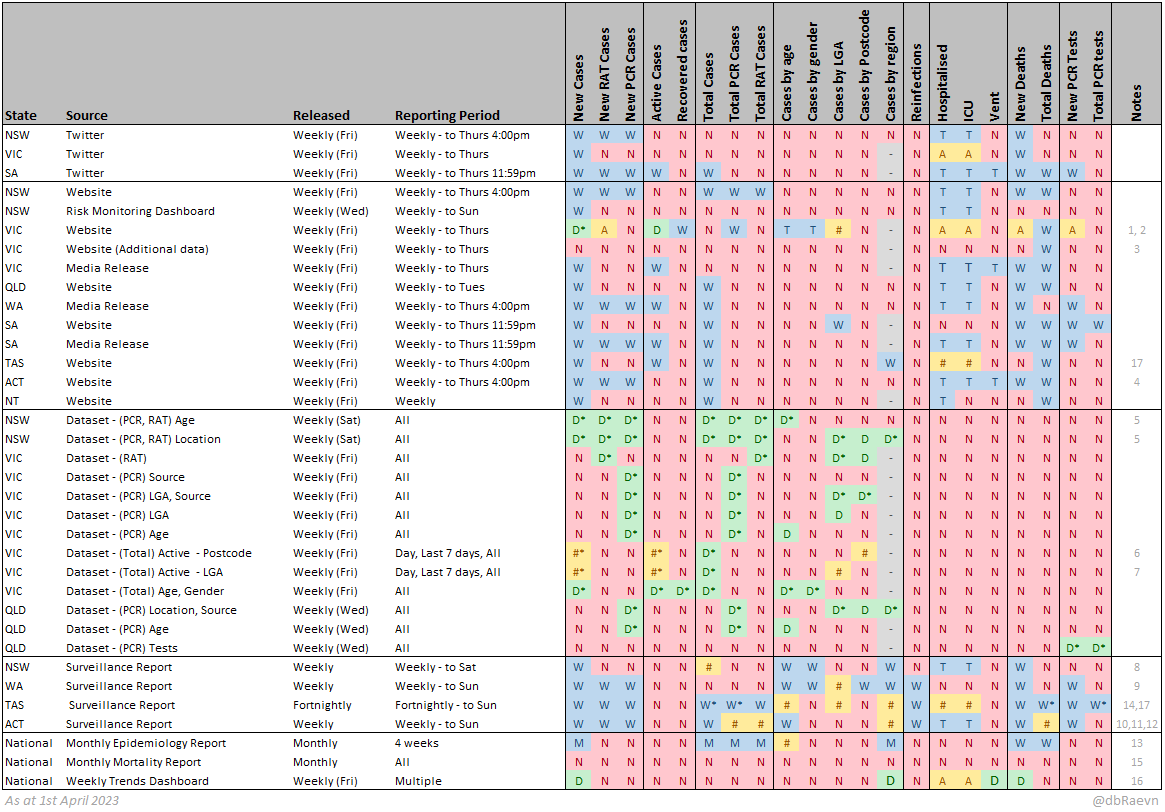 State Source Released Reporting Period New Cases New RAT Cases New PCR Cases Active Cases Recovered cases Total Cases Total PCR Cases Total RAT Cases Cases by age Cases by gender Cases by LGA Cases by Postcode Cases by region Reinfections Hospitalised ICU Vent New Deaths Total Deaths New PCR Tests Total PCR tests Notes
NSW Twitter Weekly (Fri) Weekly - to Thurs 4:00pm W W W N N N N N N N N N N N T T N W N N N
VIC Twitter Weekly (Fri) Weekly - to Thurs W N N N N N N N N N N N - N A A N W N N N
SA Twitter Weekly (Fri) Weekly - to Thurs 11:59pm W W W W N W N N N N N N - N T T T W W W N
NSW Website Weekly (Fri) Weekly - to Thurs 4:00pm W W W N N W W W N N N N N N T T N W W N N
NSW Risk Monitoring Dashboard Weekly (Wed) Weekly - to Sun W N N N N N N N N N N N N N T T N N N N N
VIC Website Weekly (Fri) Weekly - to Thurs D* A N D W N W N T T # N - N A A N A W A N 1, 2
VIC Website (Additional data) Weekly (Fri) Weekly - to Thurs N N N N N N N N N N N N - N N N N N W N N 3
VIC Media Release Weekly (Fri) Weekly - to Thurs W N N W N N N N N N N N - N T T T W W N N
QLD Website Weekly (Fri) Weekly - to Tues W N N N N W N N N N N N N N T T N W W N N
WA Media Release Weekly (Fri) Weekly - to Thurs 4:00pm W W W W N W N N N N N N N N T T N W N W N
SA Website Weekly (Fri) Weekly - to Thurs 11:59pm W N N N N W N N N N W N - N N N N W W W W
SA Media Release Weekly (Fri) Weekly - to Thurs 11:59pm W W W W N W N N N N N N - N T T N W W W N
TAS Website Weekly (Fri) Weekly - to Thurs 4:00pm W N N W N W N N N N N N W N # # N N W N N 17
ACT Website Weekly (Fri) Weekly - to Thurs 4:00pm W W W N N W N N N N N N N N T T T W W N N 4
NT Website Weekly (Fri) Weekly W N N N N W N N N N N N - N T N N N W N N
NSW Dataset - (PCR, RAT) Age Weekly (Sat) All D* D* D* N N D* D* D* D* N N N N N N N N N N N N 5
NSW Dataset - (PCR, RAT) Location Weekly (Sat) All D* D* D* N N D* D* D* N N D* D D* N N N N N N N N 5
VIC Dataset - (RAT) Weekly (Fri) All N D* N N N N N D* N N D* D - N N N N N N N N
VIC Dataset - (PCR) Source Weekly (Fri) All N N D* N N N D* N N N N N - N N N N N N N N
VIC Dataset - (PCR) LGA, Source Weekly (Fri) All N N D* N N N D* N N N D* D* - N N N N N N N N
VIC Dataset - (PCR) LGA Weekly (Fri) All N N D* N N N D* N N N D N - N N N N N N N N
VIC Dataset - (PCR) Age Weekly (Fri) All N N D* N N N D* N D N N N - N N N N N N N N
VIC Dataset - (Total) Active - Postcode Weekly (Fri) Day, Last 7 days, All #* N N #* N D* N N N N N # - N N N N N N N N 6
VIC Dataset - (Total) Active - LGA Weekly (Fri) Day, Last 7 days, All #* N N #* N D* N N N N # N - N N N N N N N N 7
VIC Dataset - (Total) Age, Gender Weekly (Fri) All D* N N D* D* D* N N D* D* N N - N N N N N N N N
QLD Dataset - (PCR) Location, Source Weekly (Wed) All N N D* N N N D* N N N D* D D* N N N N N N N N
QLD Dataset - (PCR) Age Weekly (Wed) All N N D* N N N D* N D N N N - N N N N N N N N
QLD Dataset - (PCR) Tests Weekly (Wed) All N N N N N N N N N N N N - N N N N N N D* D*
NSW Surveillance Report Weekly Weekly - to Sat W N N N N # N N W W N N W N T T N W N N N 8
WA Surveillance Report Weekly Weekly - to Sun W W W N N N N N W W # W W W N N N W N W N 9
TAS Surveillance Report Fortnightly Fortnightly - to Sun W W W N N W* W* W # N # N # N # # N W W* W W* 14,17
ACT Surveillance Report Weekly Weekly - to Sun W W W N N W # # W N N N # N T T N W # W N 10,11,12
National Monthly Epidemiology Report Monthly 4 weeks M N N N N M M M # N N N M N N N N W W N N 13
National Monthly Mortality Report Monthly All N N N N N N N N N N N N N N N N N N N N N 15
National Weekly Trends Dashboard Weekly (Fri) Multiple D N N N N N N N N N N N D N A A D D N N N 16
As at 1st April 2023 @dbRaevn